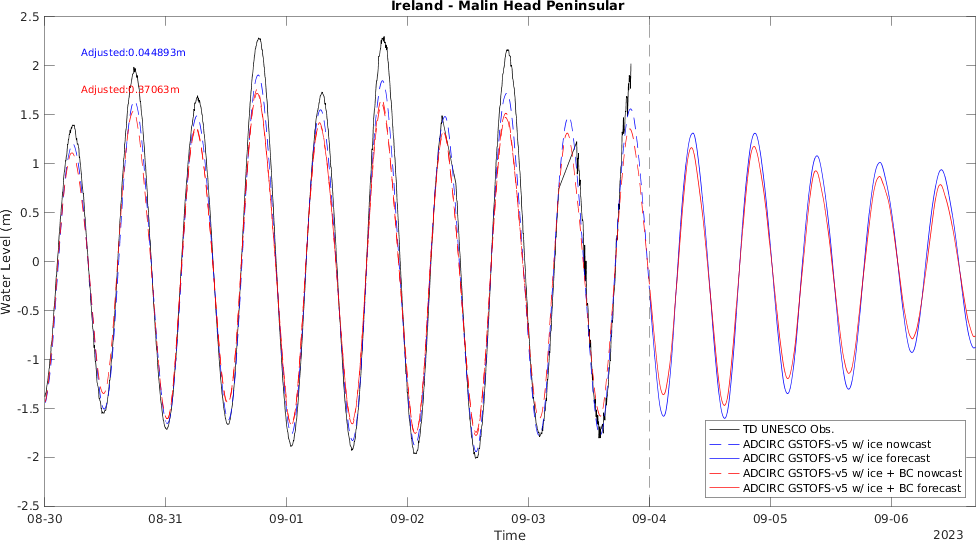 Ireland - Malin Head Peninsular
Adjusted:0.044893m
Adjusted:0.37063m
Water Level (m)
2.5
2
1.5
1
0.5
0
-0.5
-1
-1.5
-2
-2.5
TD UNESCO Obs.
ADCIRC GSTOFS-v5 w/ ice nowcast
ADCIRC GSTOFS-v5 w/ ice forecast
ADCIRC GSTOFS-v5 w/ ice + BC nowcast
ADCIRC GSTOFS-v5 w/ ice + BC forecast
08-30 08-31 09-01 09-02 09-03 09-04 09-05 09-06
Time
2023